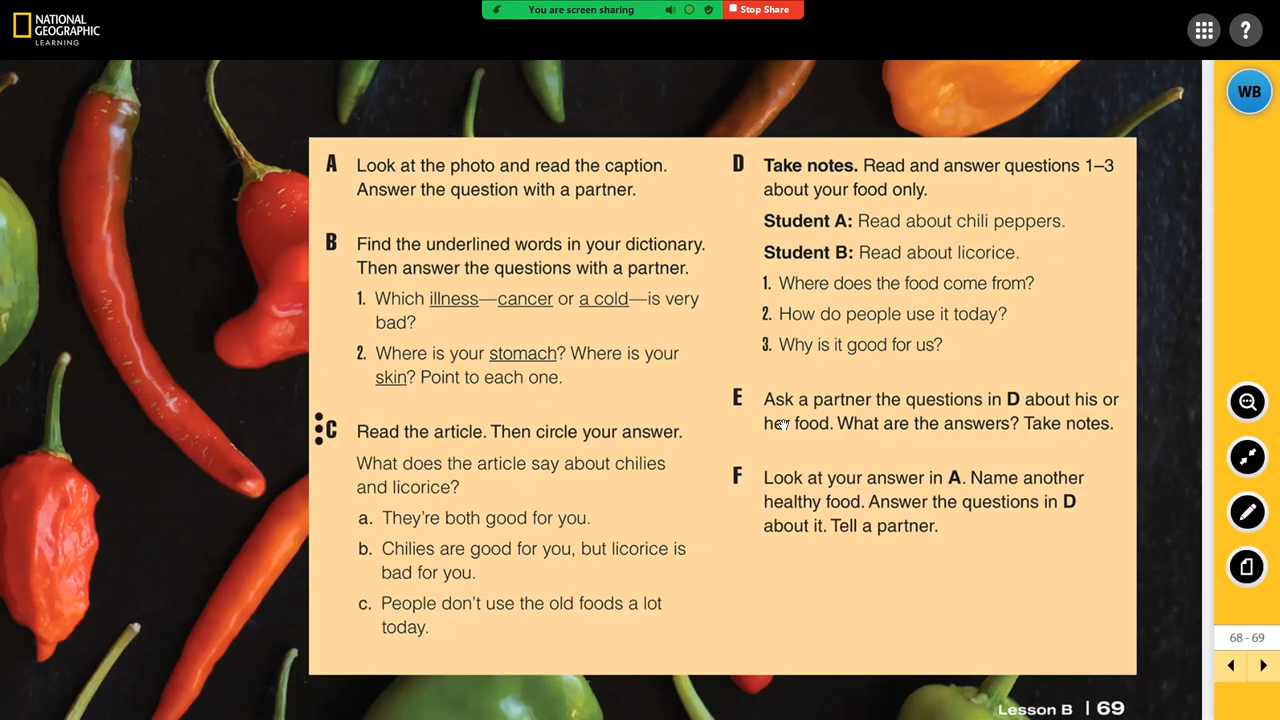 NATIONAL
GEOGRAPHIC
LEARNING
You are screen sharing
Stop Share
?
WB
A Look at the photo and read the caption.
Answer the question with a partner.
B Find the underlined words in your dictionary.
Then answer the questions with a partner.
1. Which illness—cancer or a cold—is very
bad?
2. Where is your stomach? Where is your
skin? Point to each one.
C Read the article. Then circle your answer.
What does the article say about chilies
and licorice?
a. They're both good for you.
b. Chilies are good for you, but licorice is
bad for you.
c. People don't use the old foods a lot
today.
D Take notes. Read and answer questions 1–3
about your food only.
Student A: Read about chili peppers.
Student B: Read about licorice.
1. Where does the food come from?
2. How do people use it today?
3. Why is it good for us?
E Ask a partner the questions in D about his or
her food. What are the answers? Take notes.
F Look at your answer in A. Name another
healthy food. Answer the questions in D
about it. Tell a partner.
68 - 69
Lesson B | 69